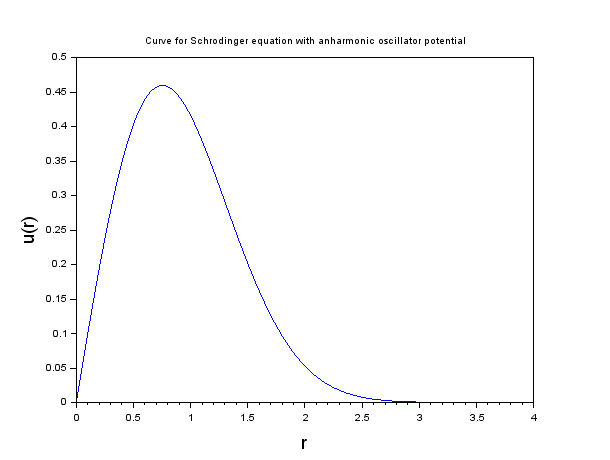 Curve for Schrodinger equation with anharmonic oscillator potential
0.5
0.45
0.4
0.35
0.3
0.25
0.2
0.15
0.1
0.05
0
u(r)
0 0.5 1 1.5 2 2.5 3 3.5 4
r